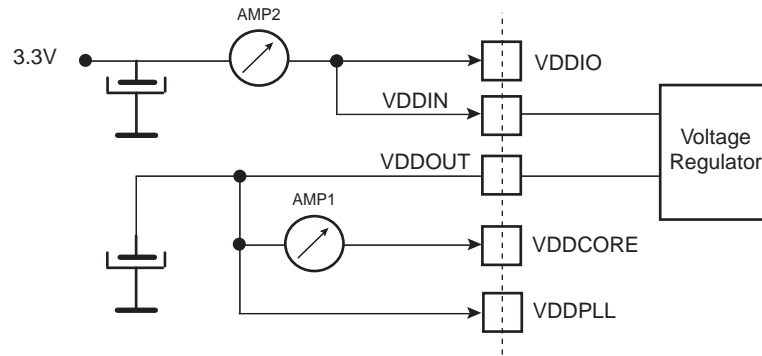 AMP2
3.3V
VDDIO
VDDIN
Voltage
Regulator
VDDOUT
AMP1
VDDCORE
VDDPLL